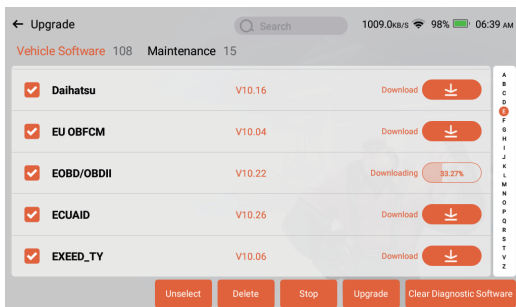 ← Upgrade Search 1009.0KB/S 98% 06:39 AM
Vehicle Software 108 Maintenance 15
Daihatsu V10.16 Download
EU OBFCM V10.04 Download
EOBD/OBDII V10.22 Downloading 33.27%
ECUAID V10.26 Download
EXEED_TY V10.06 Download
A
B
C
D
E
F
G
H
I
J
K
L
M
N
O
P
Q
R
S
T
V
Z
Unselect Delete Stop Upgrade Clear Diagnostic Software